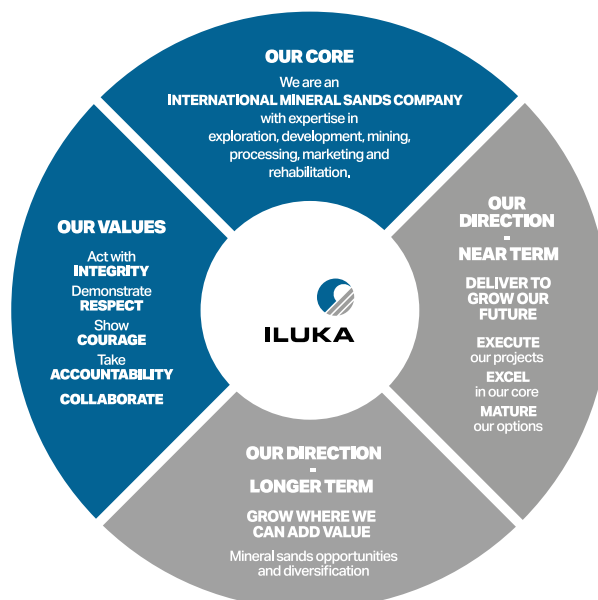 OUR CORE
We are an
INTERNATIONAL MINERAL SANDS COMPANY
with expertise in
exploration, development, mining,
processing, marketing and
rehabilitation.
OUR VALUES
Act with
INTEGRITY
Demonstrate
RESPECT
Show
COURAGE
Take
ACCOUNTABILITY
COLLABORATE
ILUKA
OUR
DIRECTION
-
NEAR TERM
DELIVER TO
GROW OUR
FUTURE
EXECUTE
our projects
EXCEL
in our core
MATURE
our options
OUR DIRECTION
-
LONGER TERM
GROW WHERE WE
CAN ADD VALUE
Mineral sands opportunities
and diversification